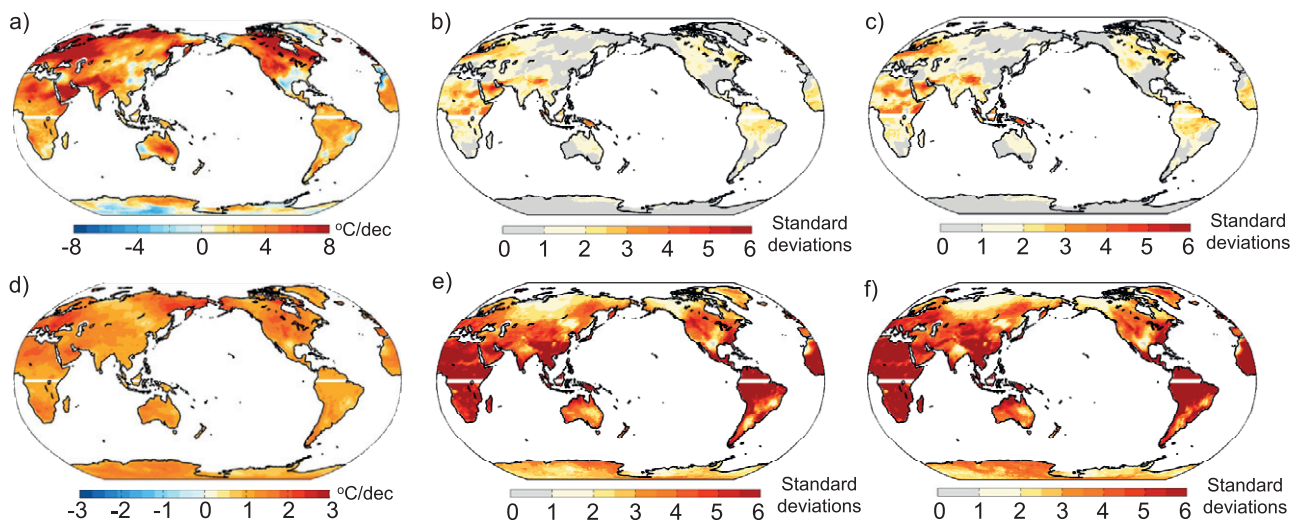 a)
b)
c)
-8 -4 0 4 8 °C/dec
0 1 2 3 4 5 6 Standard deviations
0 1 2 3 4 5 6 Standard deviations
d)
e)
f)
-3 -2 -1 0 1 2 3 °C/dec
0 1 2 3 4 5 6 Standard deviations
0 1 2 3 4 5 6 Standard deviations